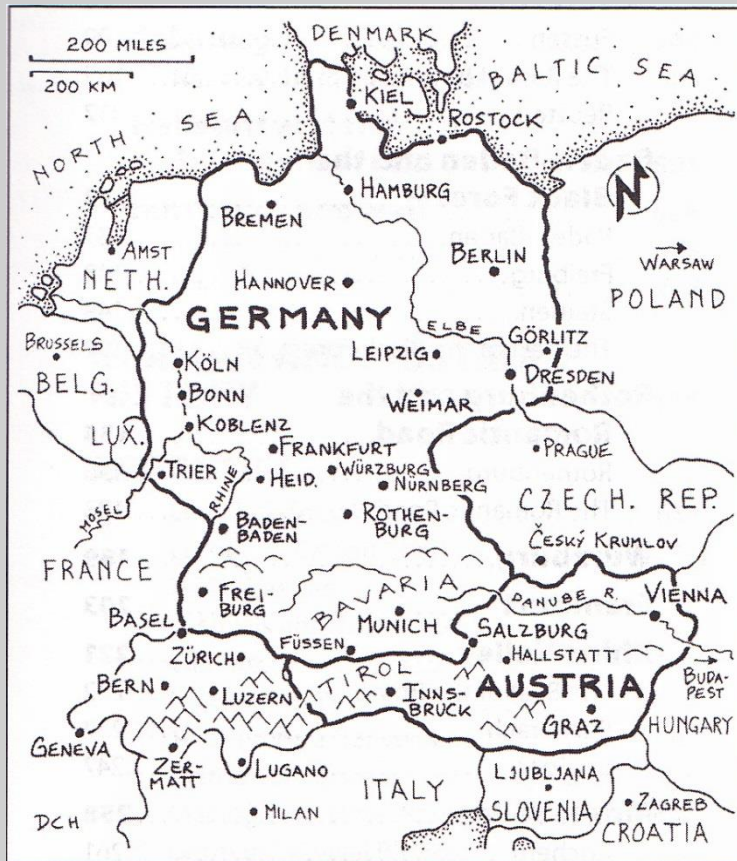 200 MILES
200 KM
DENMARK
BALTIC SEA
NORTH SEA
KIEL
ROSTOCK
HAMBURG
N
BREMEN
AMST
NETH.
BERLIN
WARSAW
HANNOVER
POLAND
GERMANY
ELBE
GÖRLITZ
BRUSSELS
BELG.
KÖLN
LEIPZIG
DRESDEN
BONN
WEIMAR
LUX.
KOBLENZ
FRANKFURT
PRAGUE
TRIER
RHINE
HEID.
WÜRZBURG
NÜRNBERG
CZECH. REP.
MOSEL
BADEN-
BADEN
ROTHEN-
BURG
ČESKÝ KRUMLOV
FRANCE
FREI-
BURG
BAVARIA
DANUBE R.
VIENNA
BASEL
MUNICH
SALZBURG
ZÜRICH
FÜSSEN
HALLSTATT
BERN
LUZERN
TIROL
INNS-
BRUCK
AUSTRIA
BUDA-
PEST
GRAZ
HUNGARY
GENEVA
ZER-
MATT
LUGANO
ITALY
LJUBLJANA
SLOVENIA
MILAN
ZAGREB
CROATIA
DCH